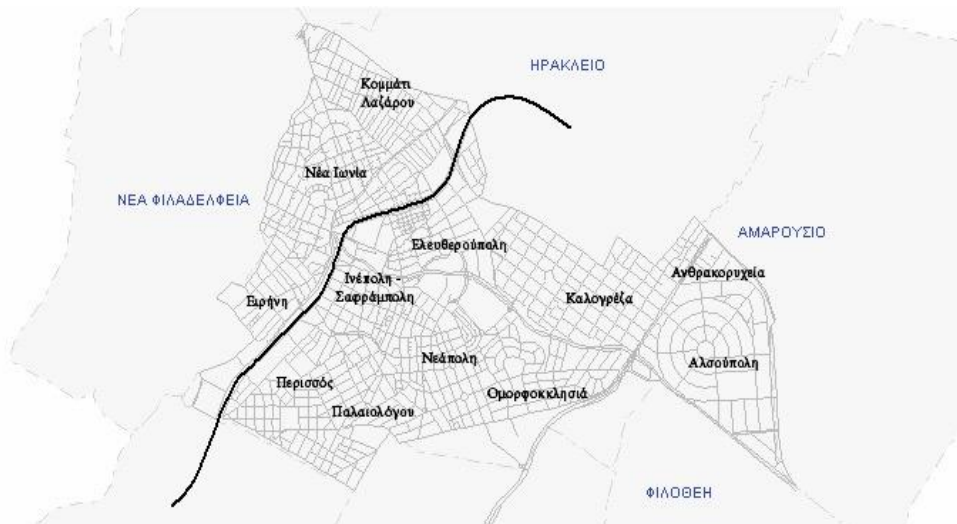 ΗΡΑΚΛΕΙΟ
Κομμάτι
Λαζάρου
Νέα Ιωνία
ΝΕΑ ΦΙΛΑΔΕΛΦΕΙΑ
ΑΜΑΡΟΥΣΙΟ
Ελευθερούπολη
Ανθρακορυχεία
Ινέπολη -
Σαφράμπολη
Ειρήνη
Καλογρέζα
Νεάπολη
Αλσούπολη
Περισσός
Ομορφοκκλησιά
Παλαιολόγου
ΦΙΛΟΘΕΗ